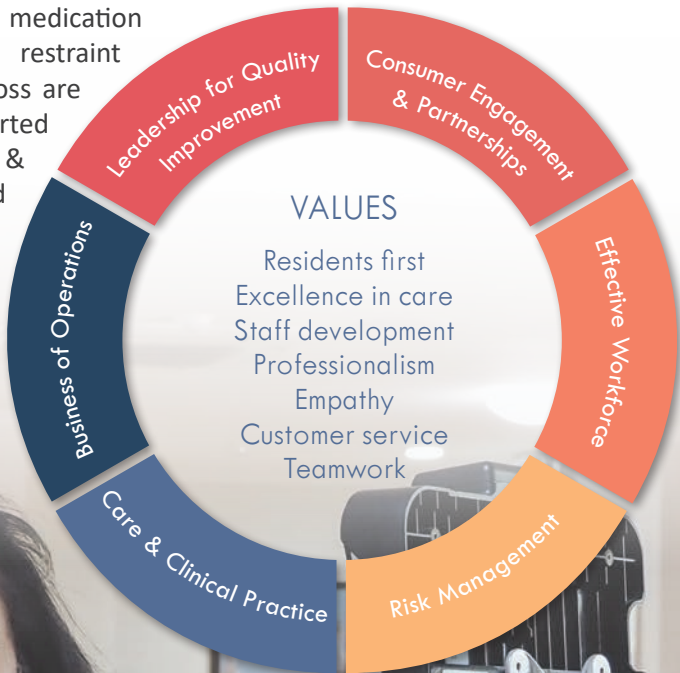 medication
restraint
are
&
Leadership for Quality
Improvement
Consumer Engagement
& Partnerships
Effective Workforce
Risk Management
Care & Clinical Practice
Business of Operations
VALUES
Residents first
Excellence in care
Staff development
Professionalism
Empathy
Customer service
Teamwork